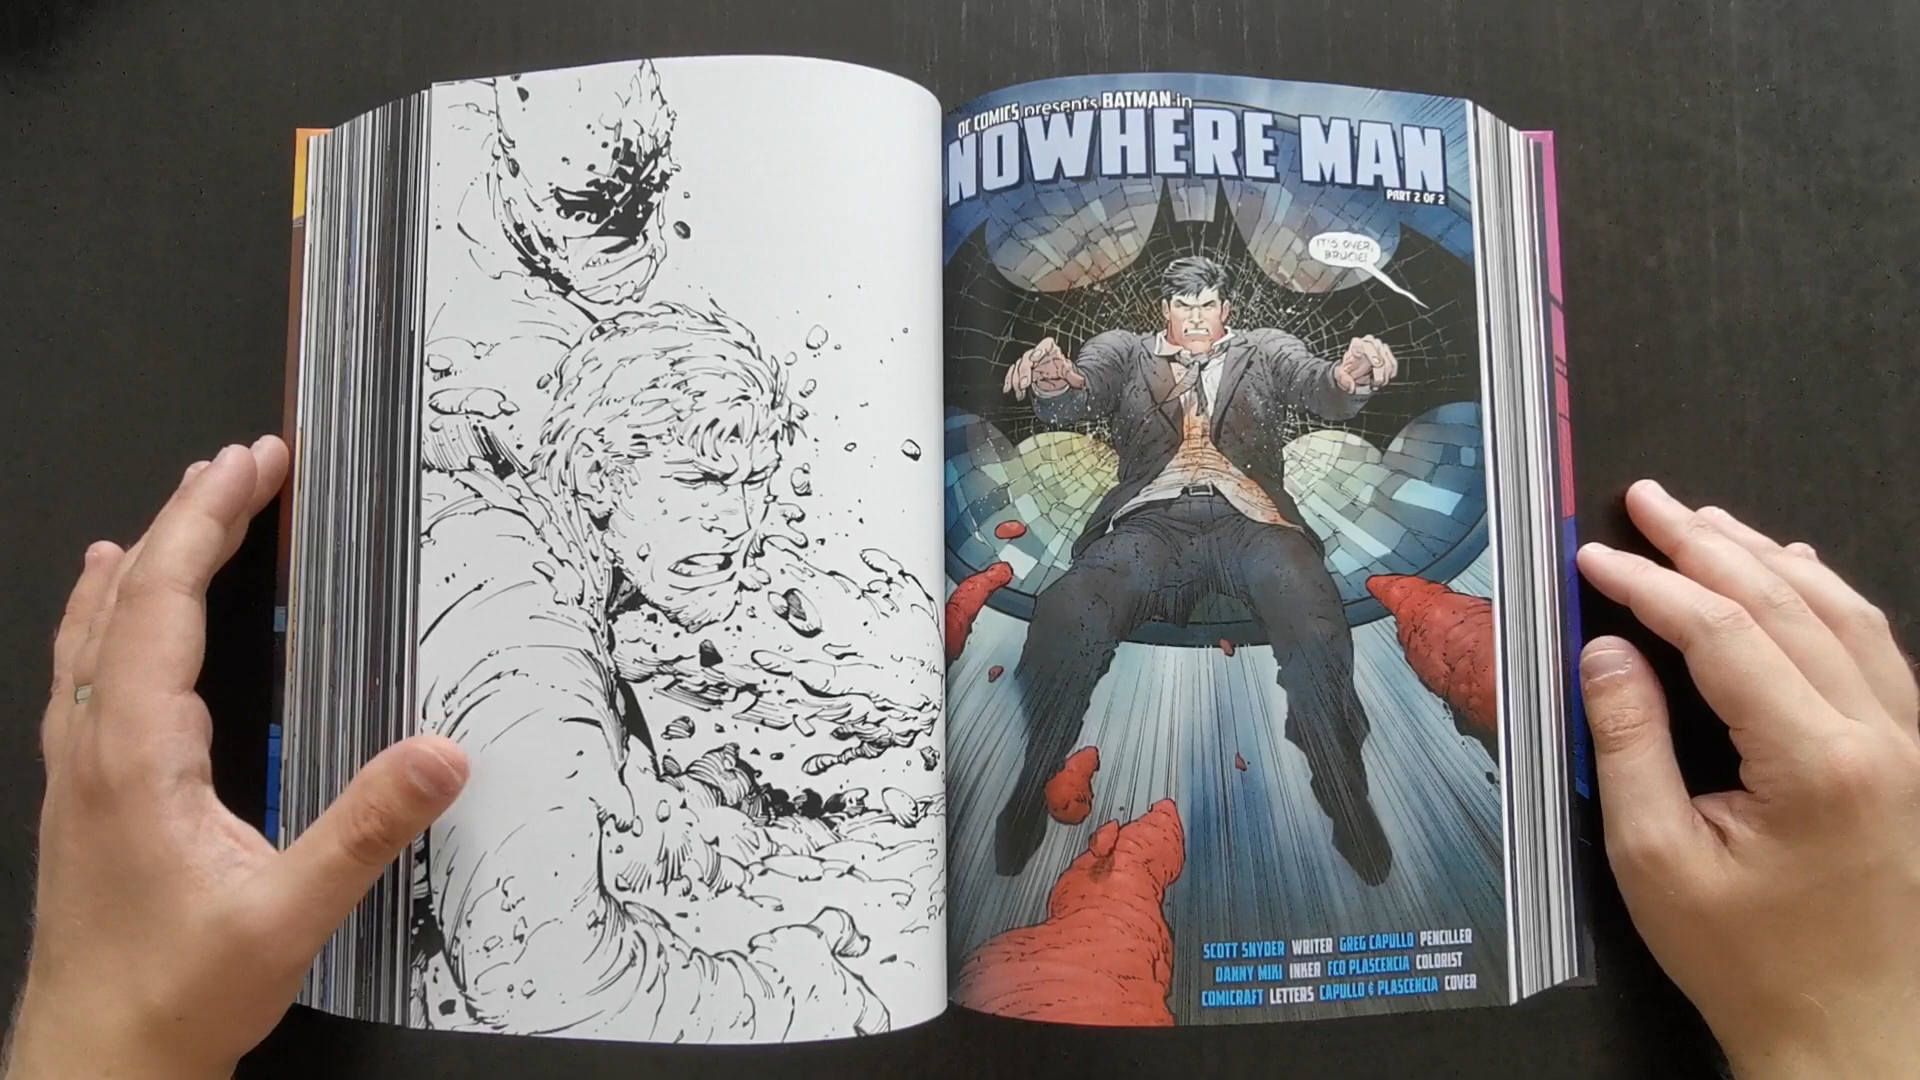 DC COMICS presents BATMAN in
NOWHERE MAN
PART 2 OF 2
IT'S OVER,
BRUCIE!
SCOTT SNYDER WRITER GREG CAPULLO PENCILLER
DANNY MIKI INKER FCO PLASCENCIA COLORIST
COMICRAFT LETTERS CAPULLO & PLASCENCIA COVER